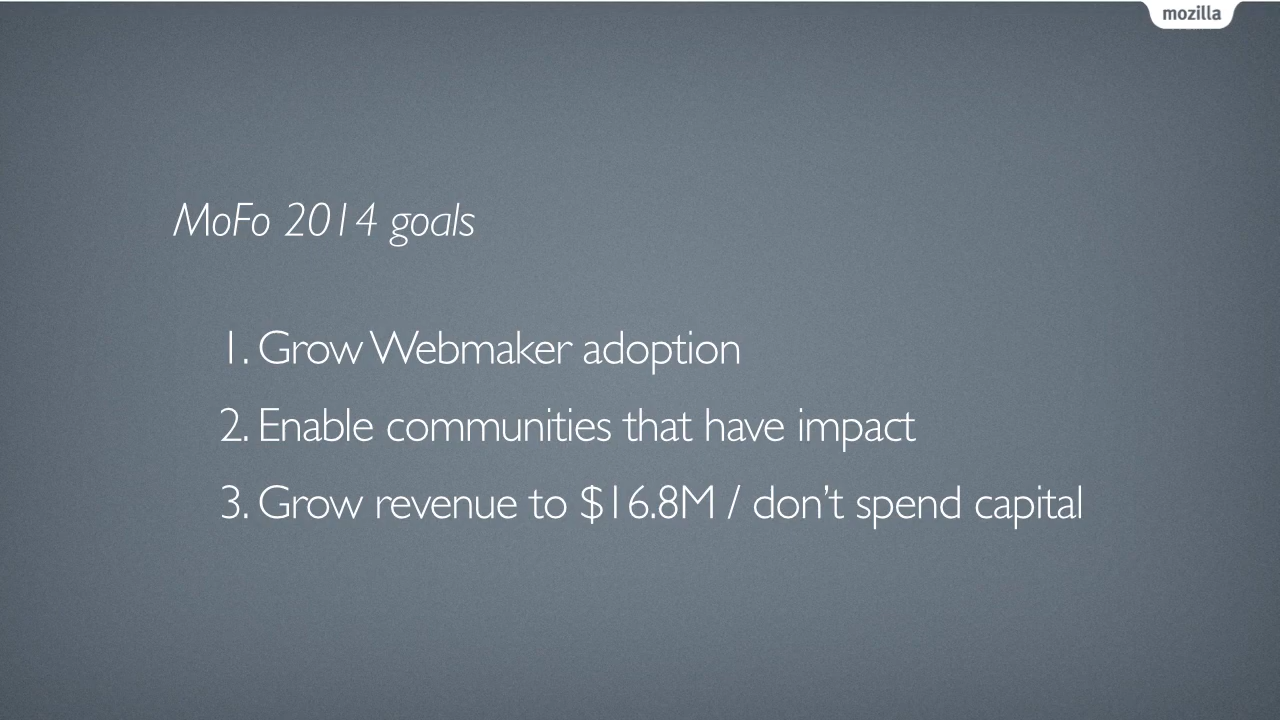 mozilla
MoFo 2014 goals
1. Grow Webmaker adoption
2. Enable communities that have impact
3. Grow revenue to $16.8M / don’t spend capital